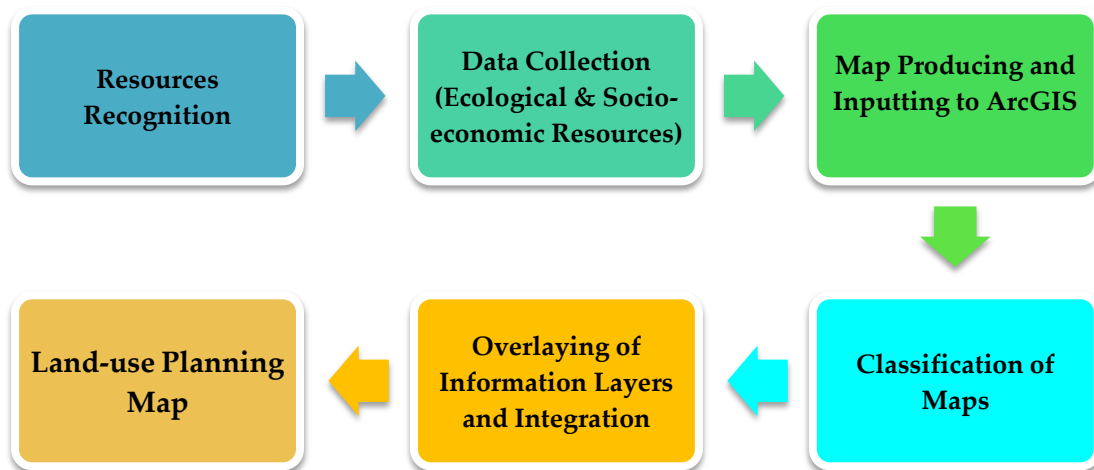 Resources
Recognition
Data Collection
(Ecological & Socio-
economic Resources)
Map Producing and
Inputting to ArcGIS
Classification of
Maps
Overlaying of
Information Layers
and Integration
Land-use Planning
Map